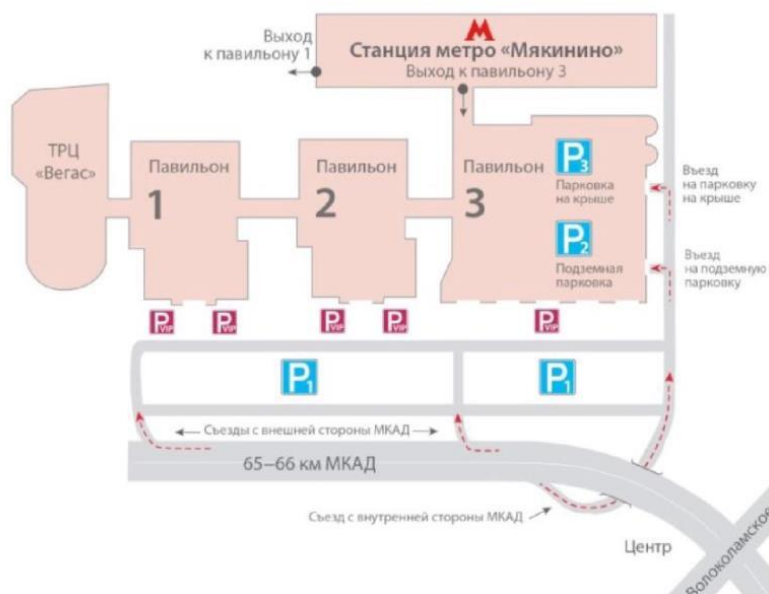 М
Станция метро «Мякинино»
Выход к павильону 3
Выход
к павильону 1
ТРЦ
«Вегас»
Павильон
1
Павильон
2
Павильон
3
P3
Парковка
на крыше
P2
Подземная
парковка
Въезд
на парковку
на крыше
Въезд
на подземную
парковку
P VIP
P VIP
P VIP
P VIP
P VIP
P1
P1
Съезды с внешней стороны МКАД
65–66 км МКАД
Съезд с внутренней стороны МКАД
Центр
Волоколамское